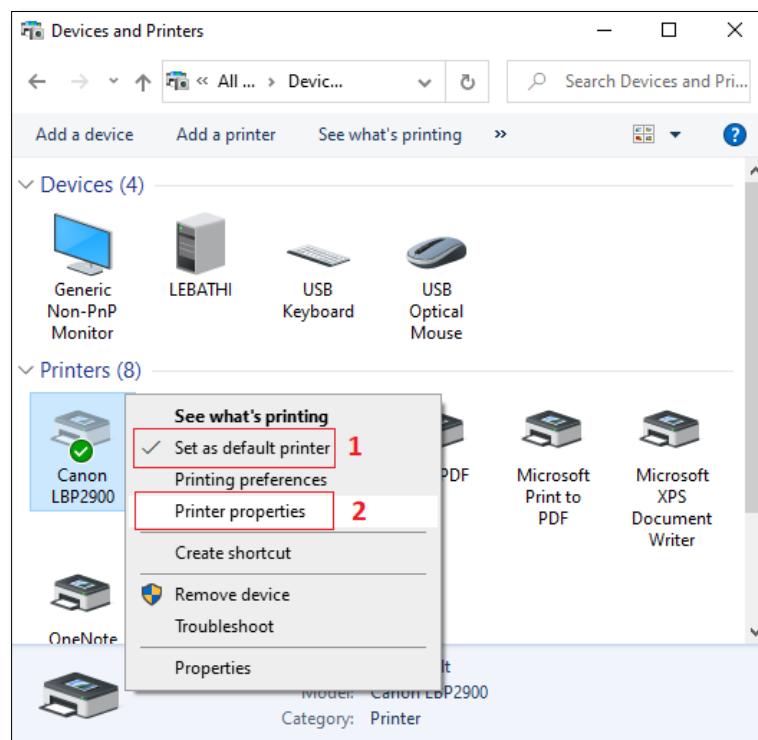 Devices and Printers
« All ... > Devic...
Search Devices and Pri...
Add a device Add a printer See what's printing »
Devices (4)
Generic
Non-PnP
Monitor
LEBATHI
USB
Keyboard
USB
Optical
Mouse
Printers (8)
Canon
LBP2900
See what's printing
Set as default printer 1
Printing preferences
Printer properties 2
Create shortcut
Remove device
Troubleshoot
Properties
PDF
Microsoft
Print to
PDF
Microsoft
XPS
Document
Writer
OneNote
Model: Canon LBP2900
Category: Printer